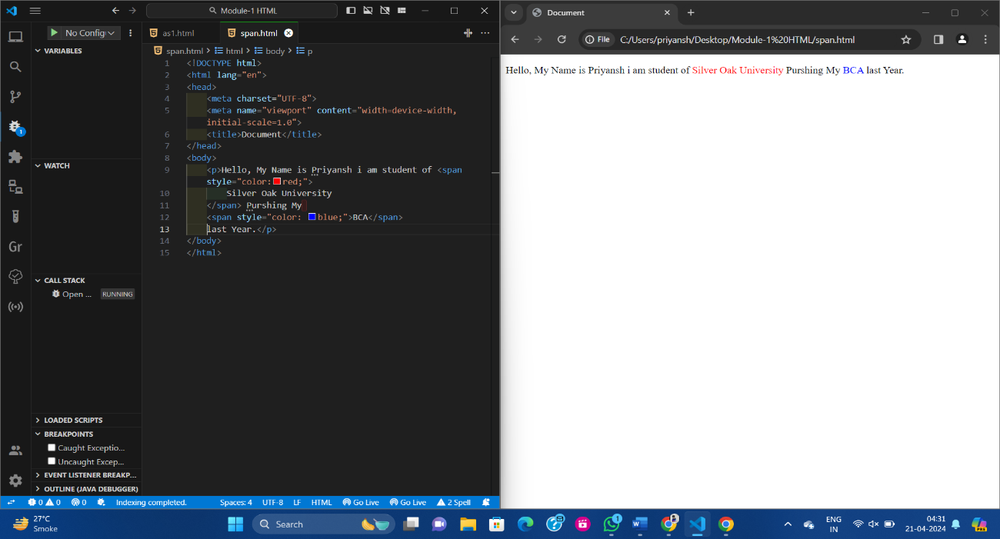 Module-1 HTML
No Config
as1.html
span.html
VARIABLES
span.html > html > body > p
1 <!DOCTYPE html>
2 <html lang="en">
3 <head>
4 <meta charset="UTF-8">
5 <meta name="viewport" content="width=device-width,
initial-scale=1.0">
6 <title>Document</title>
7 </head>
8 <body>
9 <p>Hello, My Name is Priyansh i am student of <span
style="color:red;">
10 Silver Oak University
11 </span> Purshing My
12 <span style="color: blue;">BCA</span>
13 last Year.</p>
14 </body>
15 </html>
WATCH
CALL STACK
Open ... RUNNING
LOADED SCRIPTS
BREAKPOINTS
Caught Exceptio...
Uncaught Excep...
EVENT LISTENER BREAKP...
OUTLINE (JAVA DEBUGGER)
1
Gr
0 0 0 Indexing completed. Spaces: 4 UTF-8 LF HTML Go Live Go Live 2 Spell
Document
File C:/Users/priyansh/Desktop/Module-1%20HTML/span.html
Hello, My Name is Priyansh i am student of Silver Oak University Purshing My BCA last Year.
27°C
Smoke
Search
1
ENG
IN
04:31
21-04-2024
PRE